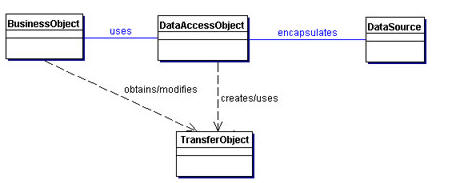 BusinessObject
uses
DataAccessObject
encapsulates
DataSource
obtains/modifies
creates/uses
TransferObject